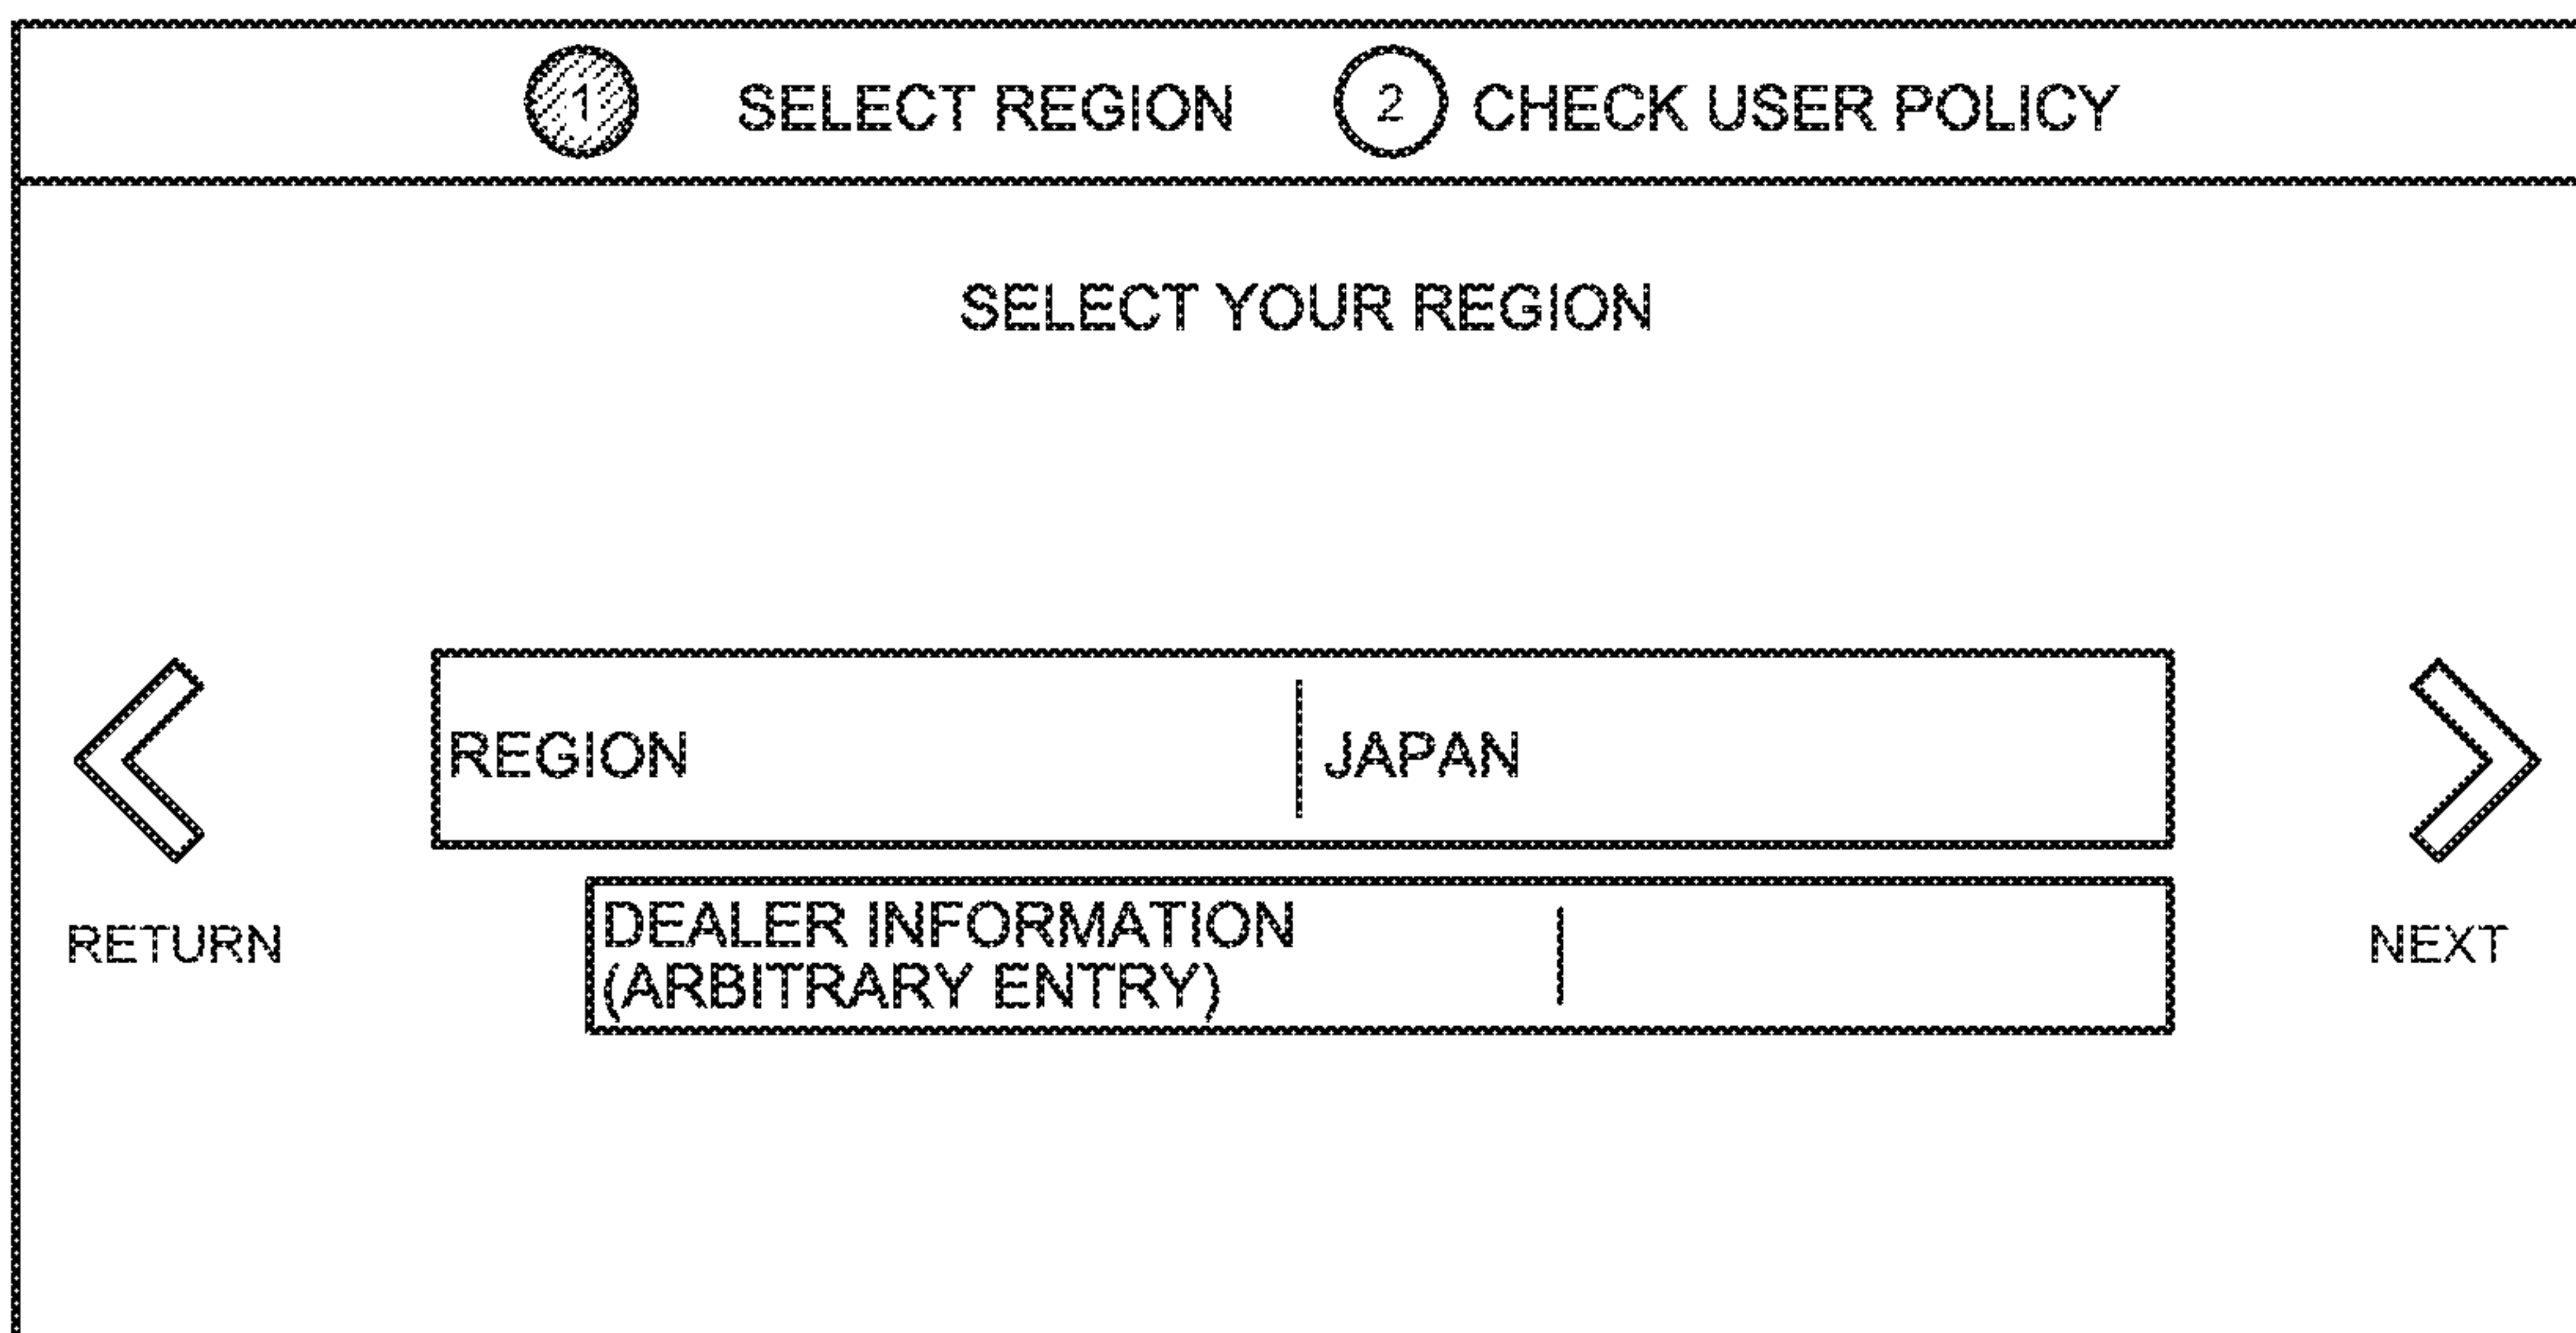 1 SELECT REGION 2 CHECK USER POLICY
SELECT YOUR REGION
REGION JAPAN
DEALER INFORMATION
(ARBITRARY ENTRY)
RETURN
NEXT